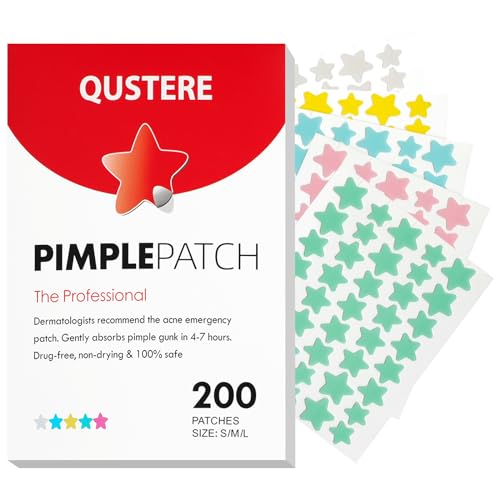 QUSTERE
PIMPLEPATCH
The Professional
Dermatologists recommend the acne emergency
patch. Gently absorbs pimple gunk in 4-7 hours.
Drug-free, non-drying & 100% safe
200
PATCHES
SIZE: S/M/L